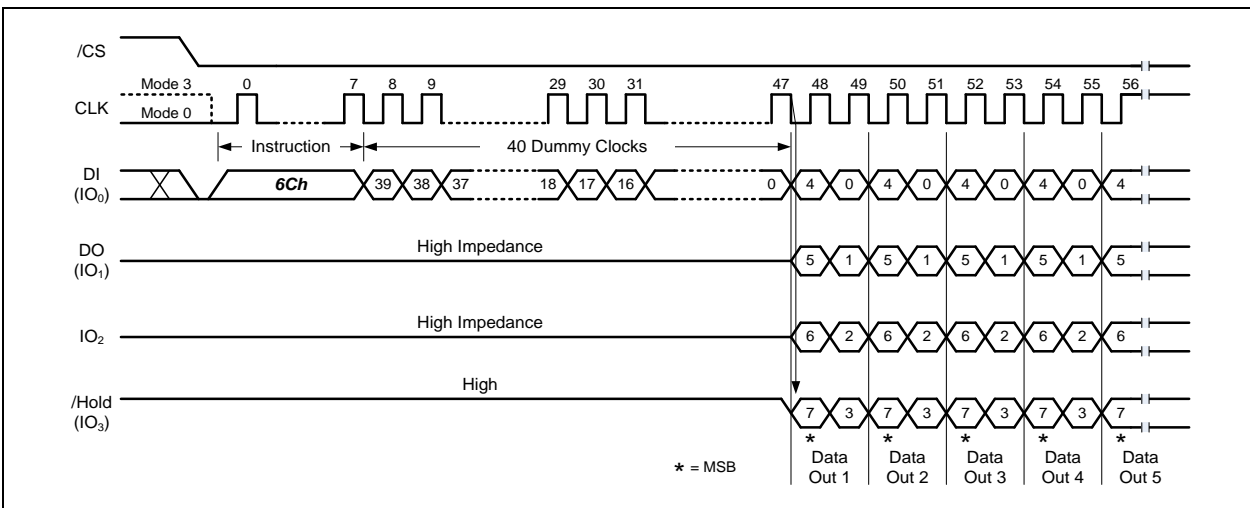 /CS
Mode 3 0 7 8 9 29 30 31 47 48 49 50 51 52 53 54 55 56
CLK
Mode 0
Instruction 40 Dummy Clocks
DI
(IO₀)
6Ch 39 38 37 18 17 16 0 4 0 4 0 4 0 4 0 4
High Impedance
DO
(IO₁)
5 1 5 1 5 1 5 1 5
High Impedance
IO₂
6 2 6 2 6 2 6 2 6
High
/Hold
(IO₃)
7 3 7 3 7 3 7 3 7
* * * * *
* = MSB
Data Data Data Data Data
Out 1 Out 2 Out 3 Out 4 Out 5